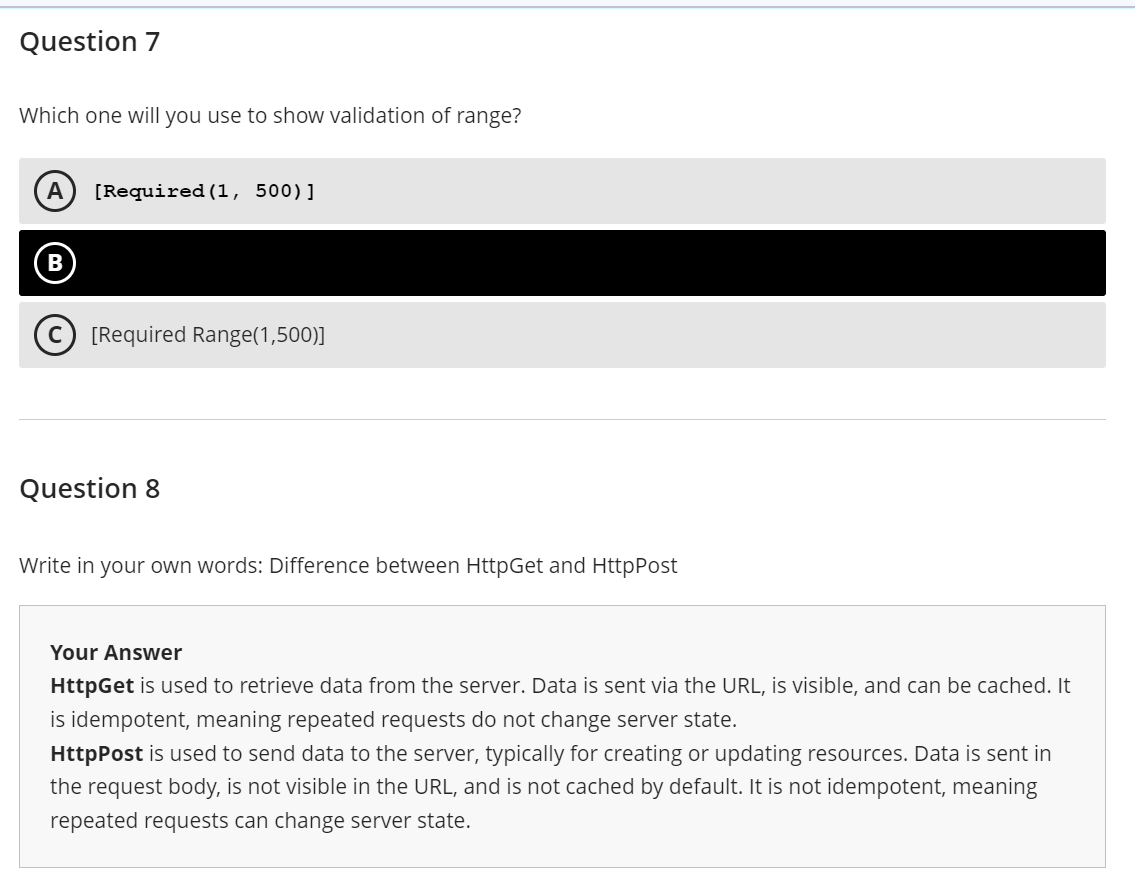 Question 7
Which one will you use to show validation of range?
A [Required(1, 500)]
B
C [Required Range(1,500)]
Question 8
Write in your own words: Difference between HttpGet and HttpPost
Your Answer
HttpGet is used to retrieve data from the server. Data is sent via the URL, is visible, and can be cached. It
is idempotent, meaning repeated requests do not change server state.
HttpPost is used to send data to the server, typically for creating or updating resources. Data is sent in
the request body, is not visible in the URL, and is not cached by default. It is not idempotent, meaning
repeated requests can change server state.